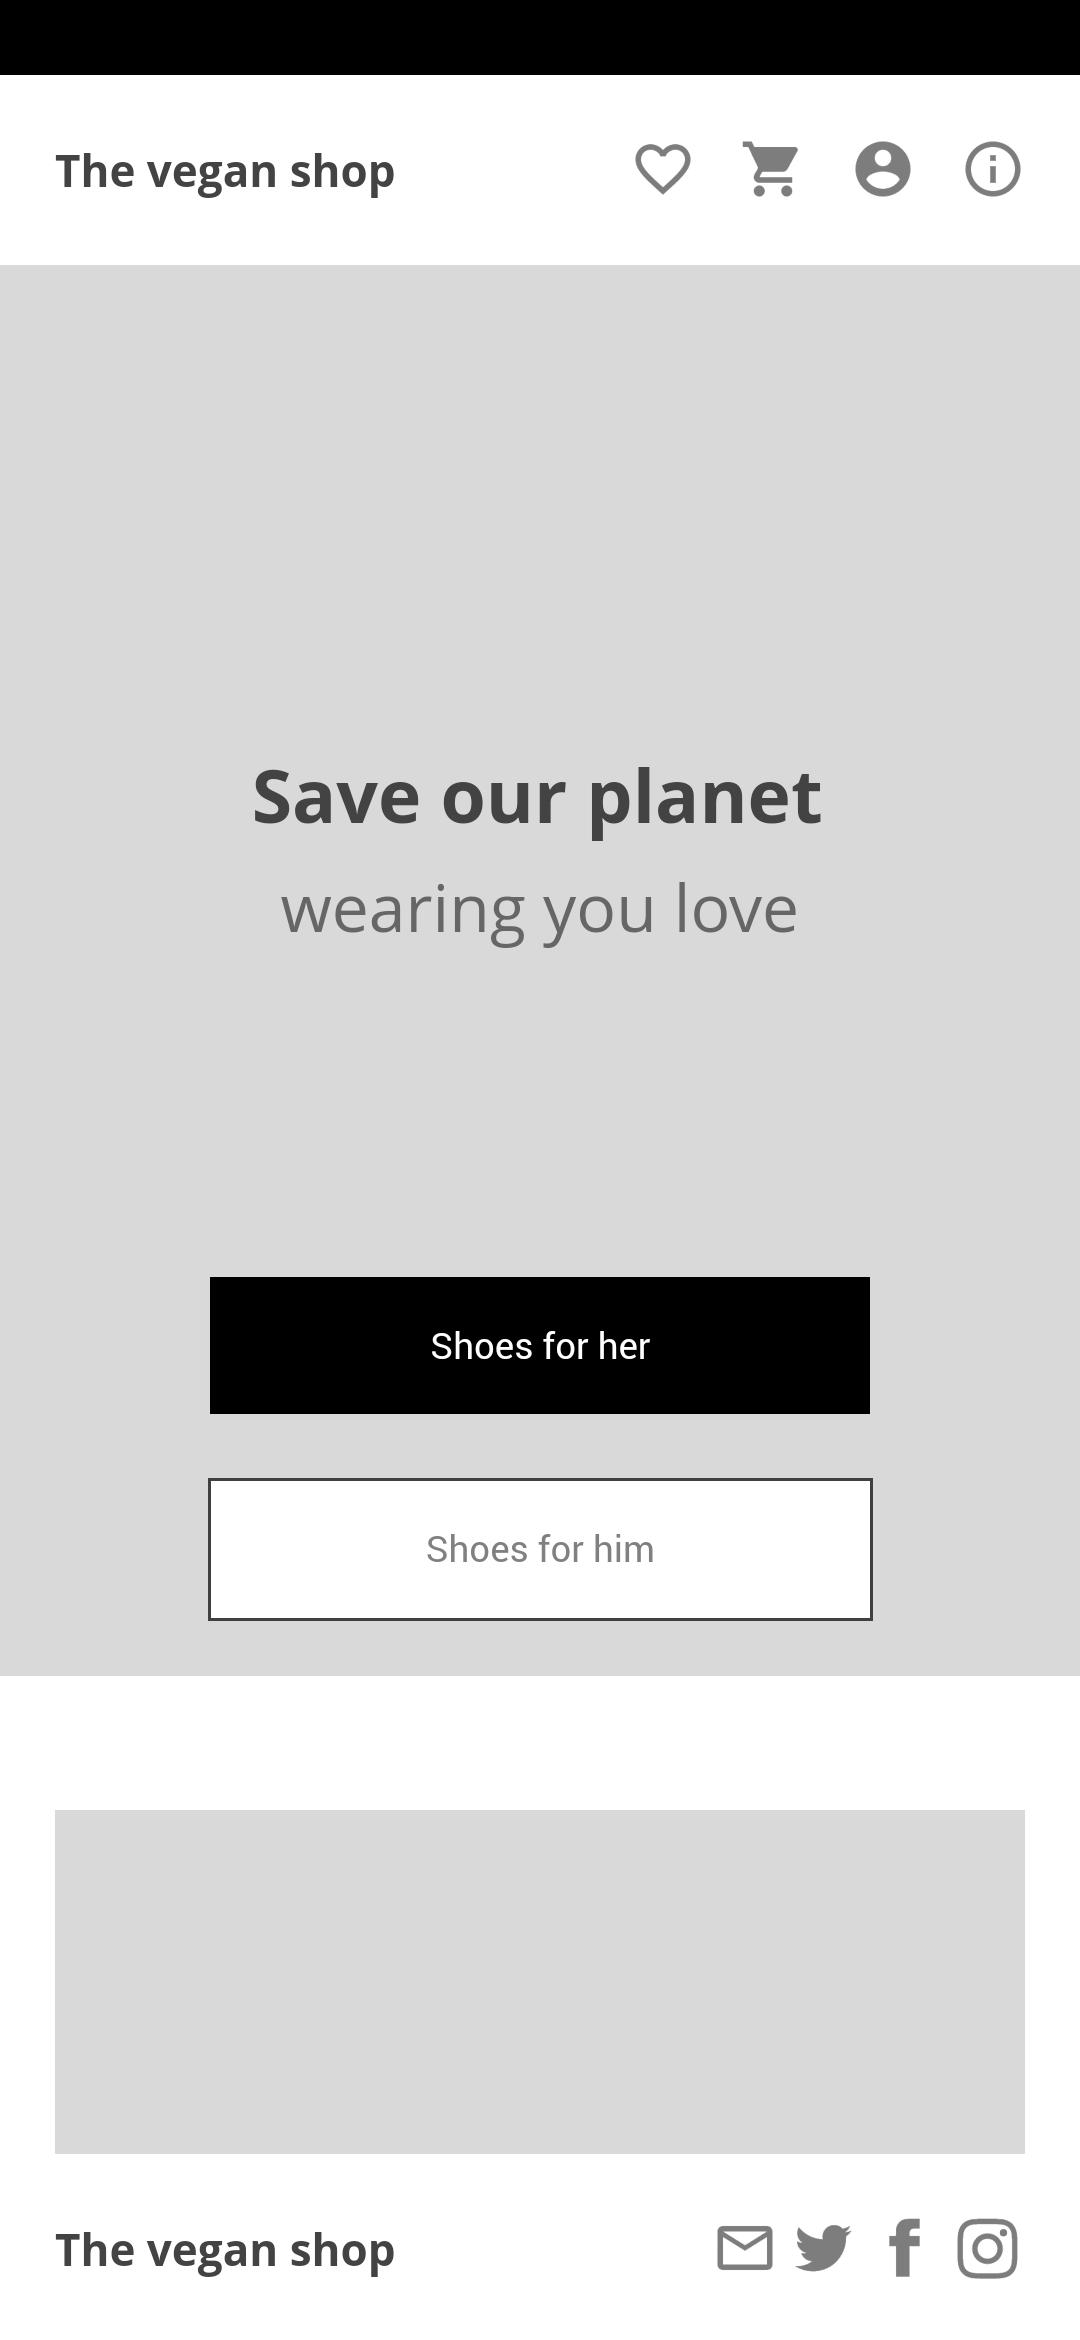 The vegan shop
Save our planet
wearing you love
Shoes for her
Shoes for him
The vegan shop